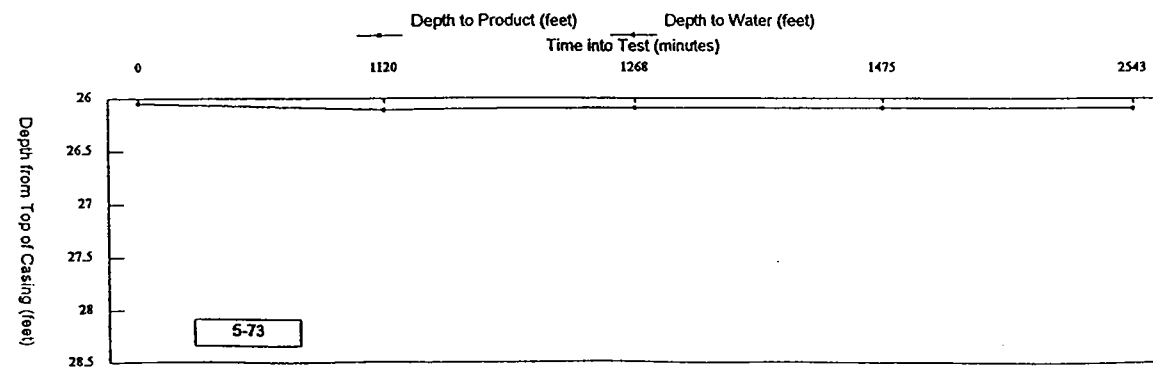 Depth to Product (feet) Depth to Water (feet)
Time into Test (minutes)
0 1120 1268 1475 2543
26
26.5
27
27.5
28
28.5
Depth from Top of Casing (feet)
5-73